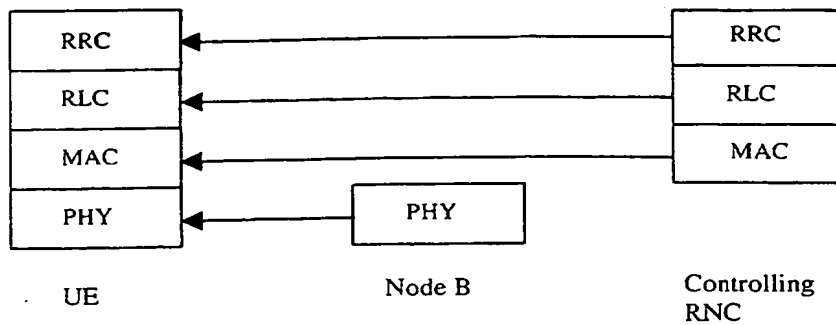 RRC
RLC
MAC
PHY
UE
PHY
Node B
RRC
RLC
MAC
Controlling
RNC